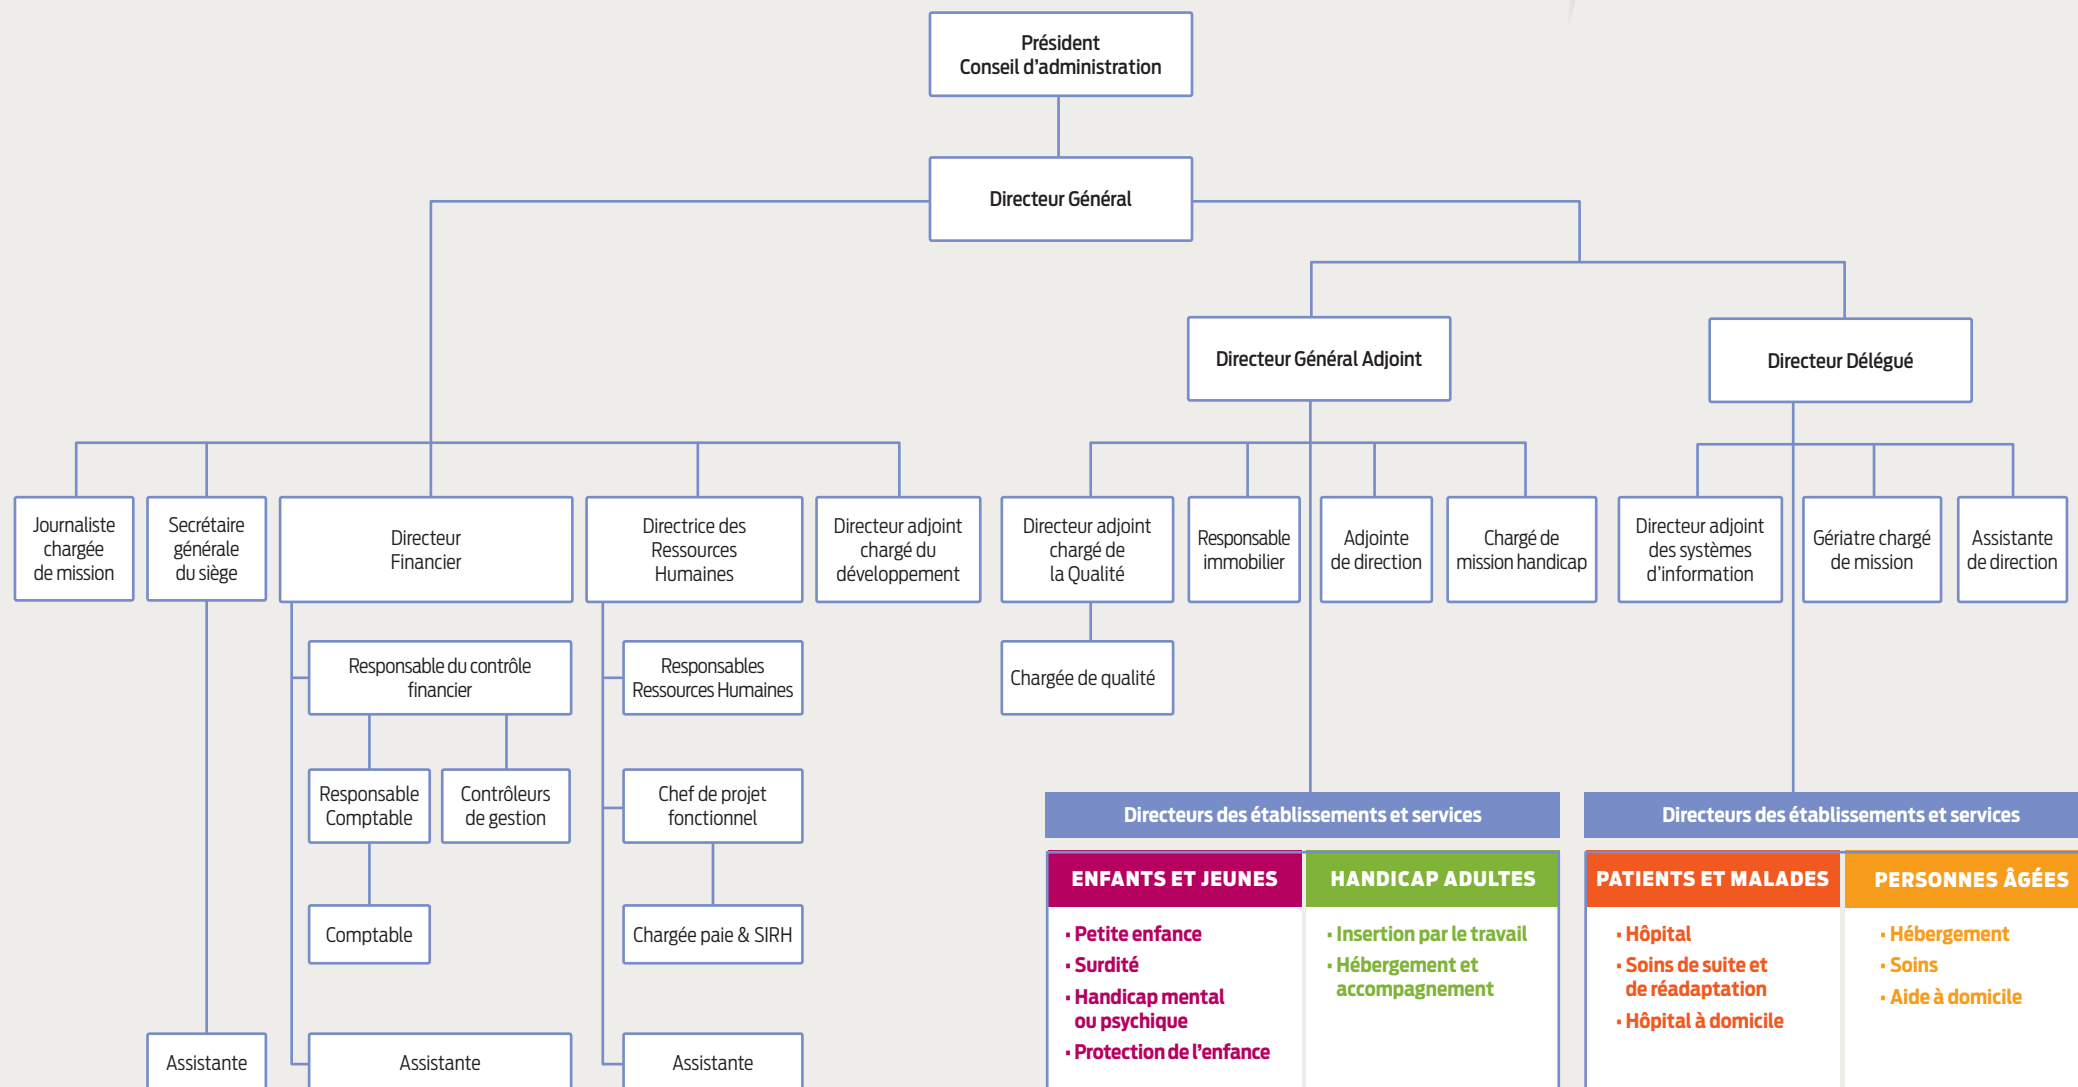 Président
Conseil d'administration
Directeur Général
Directeur Général Adjoint
Directeur Délégué
Journaliste
chargée
de mission
Secrétaire
générale
du siège
Directeur
Financier
Directrice des
Ressources
Humaines
Directeur adjoint
chargé du
développement
Directeur adjoint
chargé de
la Qualité
Responsable
immobilier
Adjointe
de direction
Chargé de
mission handicap
Directeur adjoint
des systèmes
d'information
Gériatre chargé
de mission
Assistante
de direction
Responsable du contrôle
financier
Responsables
Ressources Humaines
Chargée de qualité
Responsable
Comptable
Contrôleurs
de gestion
Chef de projet
fonctionnel
Comptable
Chargée paie & SIRH
Assistante
Assistante
Assistante
Directeurs des établissements et services
ENFANTS ET JEUNES
· Petite enfance
· Surdité
· Handicap mental
ou psychique
· Protection de l'enfance
HANDICAP ADULTES
· Insertion par le travail
· Hébergement et
accompagnement
Directeurs des établissements et services
PATIENTS ET MALADES
· Hôpital
· Soins de suite et
de réadaptation
· Hôpital à domicile
PERSONNES ÂGÉES
· Hébergement
· Soins
· Aide à domicile